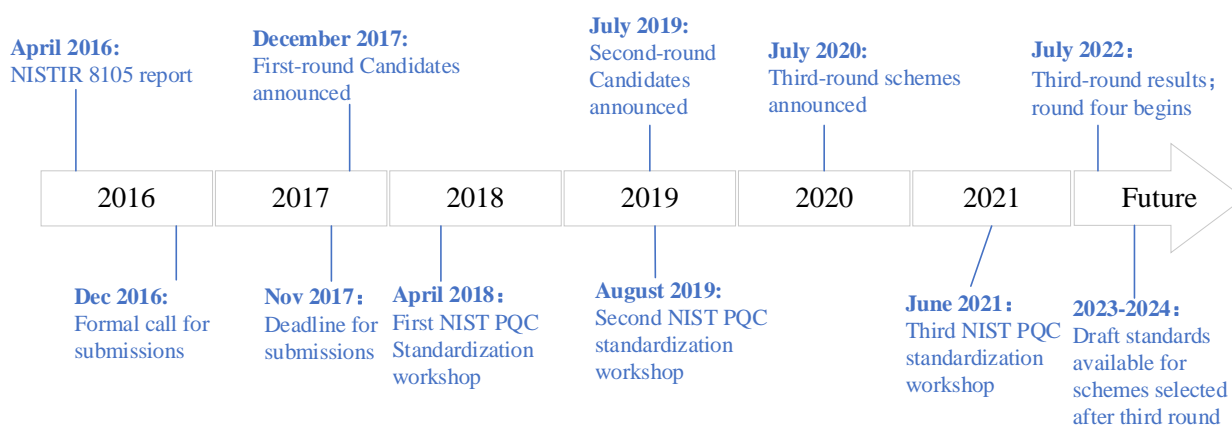 April 2016:
NISTIR 8105 report
December 2017:
First-round Candidates
announced
July 2019:
Second-round
Candidates
announced
July 2020:
Third-round schemes
announced
July 2022：
Third-round results；
round four begins
2016
2017
2018
2019
2020
2021
Future
Dec 2016:
Formal call for
submissions
Nov 2017：
Deadline for
submissions
April 2018：
First NIST PQC
Standardization
workshop
August 2019:
Second NIST PQC
standardization
workshop
June 2021：
Third NIST PQC
standardization
workshop
2023-2024：
Draft standards
available for
schemes selected
after third round